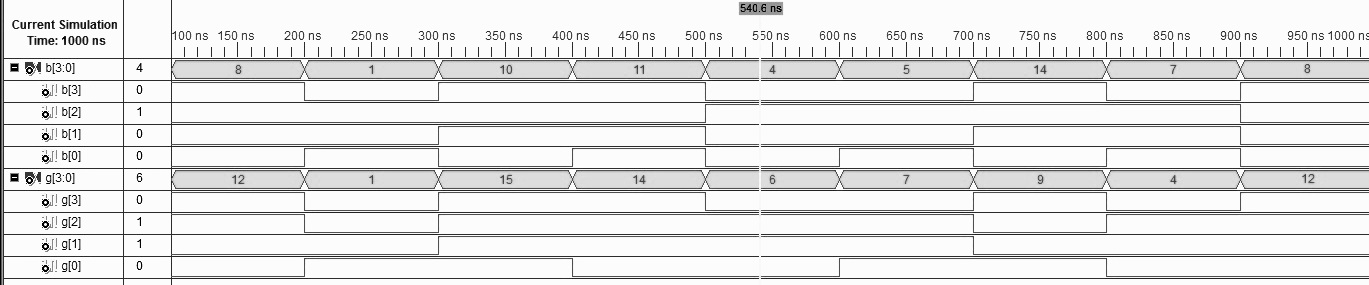 540.6 ns
Current Simulation
Time: 1000 ns
100 ns 150 ns 200 ns 250 ns 300 ns 350 ns 400 ns 450 ns 500 ns 550 ns 600 ns 650 ns 700 ns 750 ns 800 ns 850 ns 900 ns 950 ns 1000 ns
b[3:0] 4 8 1 10 11 4 5 14 7 8
b[3] 0
b[2] 1
b[1] 0
b[0] 0
g[3:0] 6 12 1 15 14 6 7 9 4 12
g[3] 0
g[2] 1
g[1] 1
g[0] 0